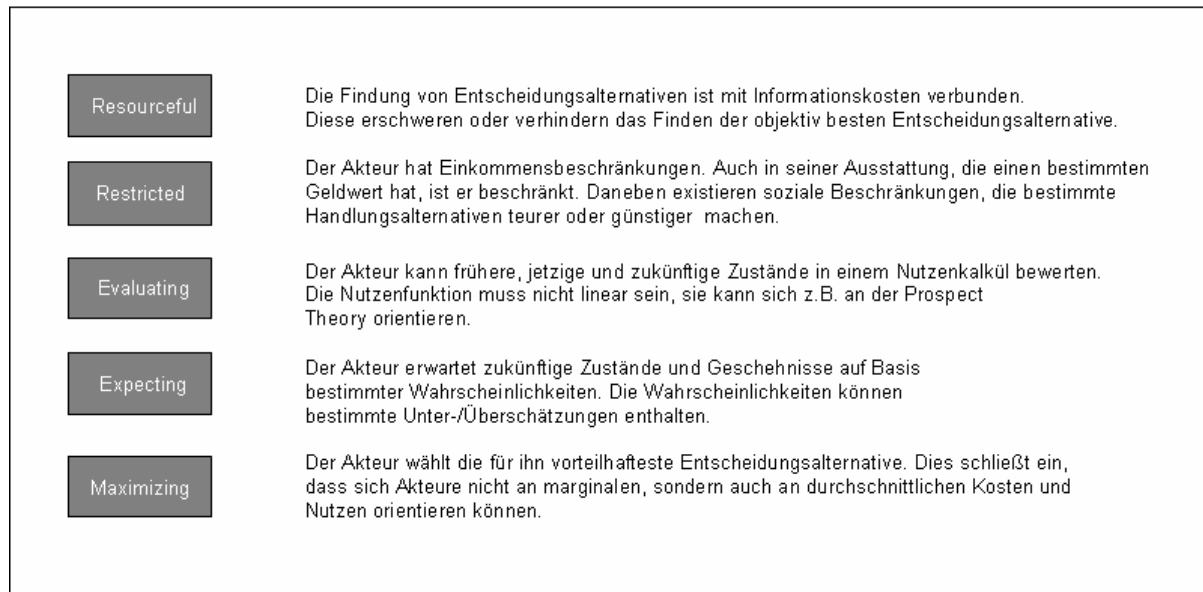 Resourceful
Die Findung von Entscheidungsalternativen ist mit Informationskosten verbunden.
Diese erschweren oder verhindern das Finden der objektiv besten Entscheidungsalternative.
Restricted
Der Akteur hat Einkommensbeschränkungen. Auch in seiner Ausstattung, die einen bestimmten
Geldwert hat, ist er beschränkt. Daneben existieren soziale Beschränkungen, die bestimmte
Handlungsalternativen teurer oder günstiger machen.
Evaluating
Der Akteur kann frühere, jetzige und zukünftige Zustände in einem Nutzenkalkül bewerten.
Die Nutzenfunktion muss nicht linear sein, sie kann sich z.B. an der Prospect
Theory orientieren.
Expecting
Der Akteur erwartet zukünftige Zustände und Geschehnisse auf Basis
bestimmter Wahrscheinlichkeiten. Die Wahrscheinlichkeiten können
bestimmte Unter-/Überschätzungen enthalten.
Maximizing
Der Akteur wählt die für ihn vorteilhafteste Entscheidungsalternative. Dies schließt ein,
dass sich Akteure nicht an marginalen, sondern auch an durchschnittlichen Kosten und
Nutzen orientieren können.